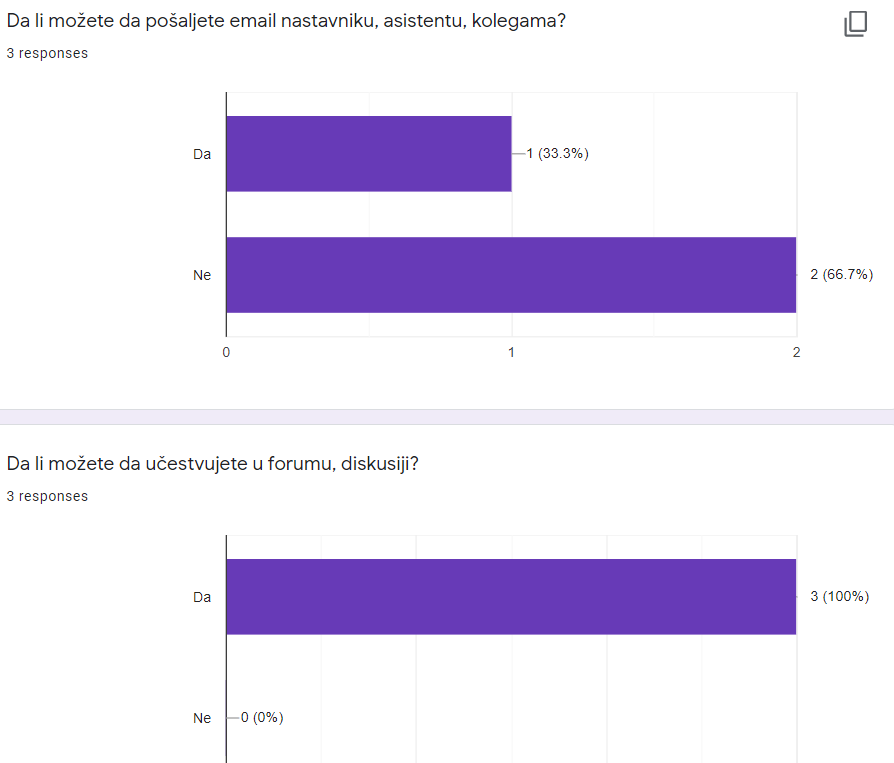 Da li možete da pošaljete email nastavniku, asistentu, kolegama?
3 responses
Da
1 (33.3%)
Ne
2 (66.7%)
0 1 2
Da li možete da učestvujete u forumu, diskusiji?
3 responses
Da
3 (100%)
Ne
0 (0%)